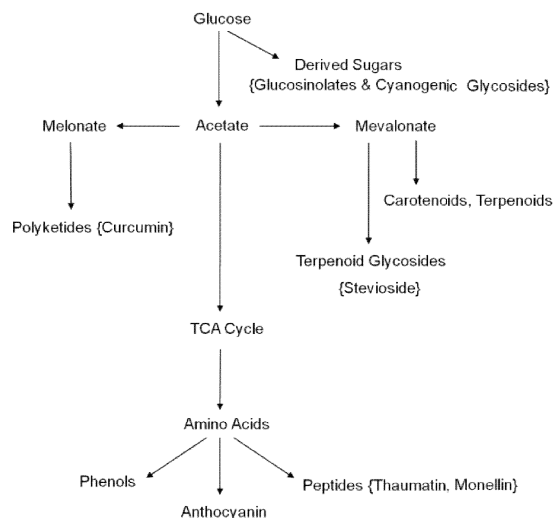 Glucose
Derived Sugars
{Glucosinolates & Cyanogenic Glycosides}
Melonate
Acetate
Mevalonate
Carotenoids, Terpenoids
Polyketides {Curcumin}
Terpenoid Glycosides
{Stevioside}
TCA Cycle
Amino Acids
Phenols
Peptides {Thaumatin, Monellin}
Anthocyanin